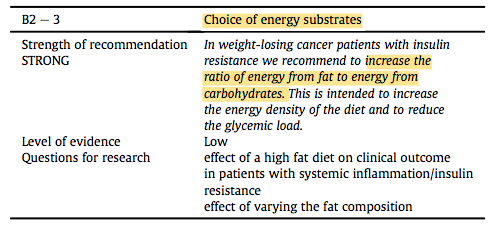 B2 – 3 Choice of energy substrates
Strength of recommendation In weight-losing cancer patients with insulin
STRONG resistance we recommend to increase the
ratio of energy from fat to energy from
carbohydrates. This is intended to increase
the energy density of the diet and to reduce
the glycemic load.
Level of evidence Low
Questions for research effect of a high fat diet on clinical outcome
in patients with systemic inflammation/insulin
resistance
effect of varying the fat composition